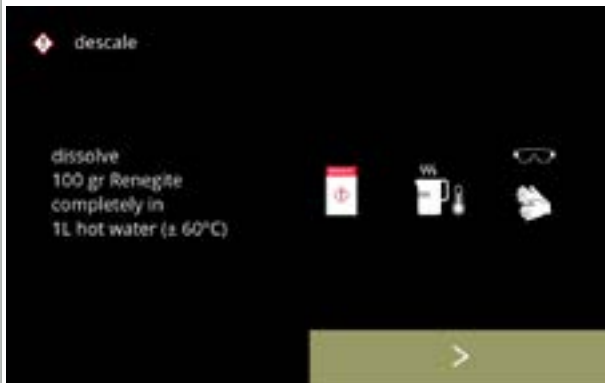 descale
dissolve
100 gr Renegite
completely in
1L hot water (± 60°C)
>